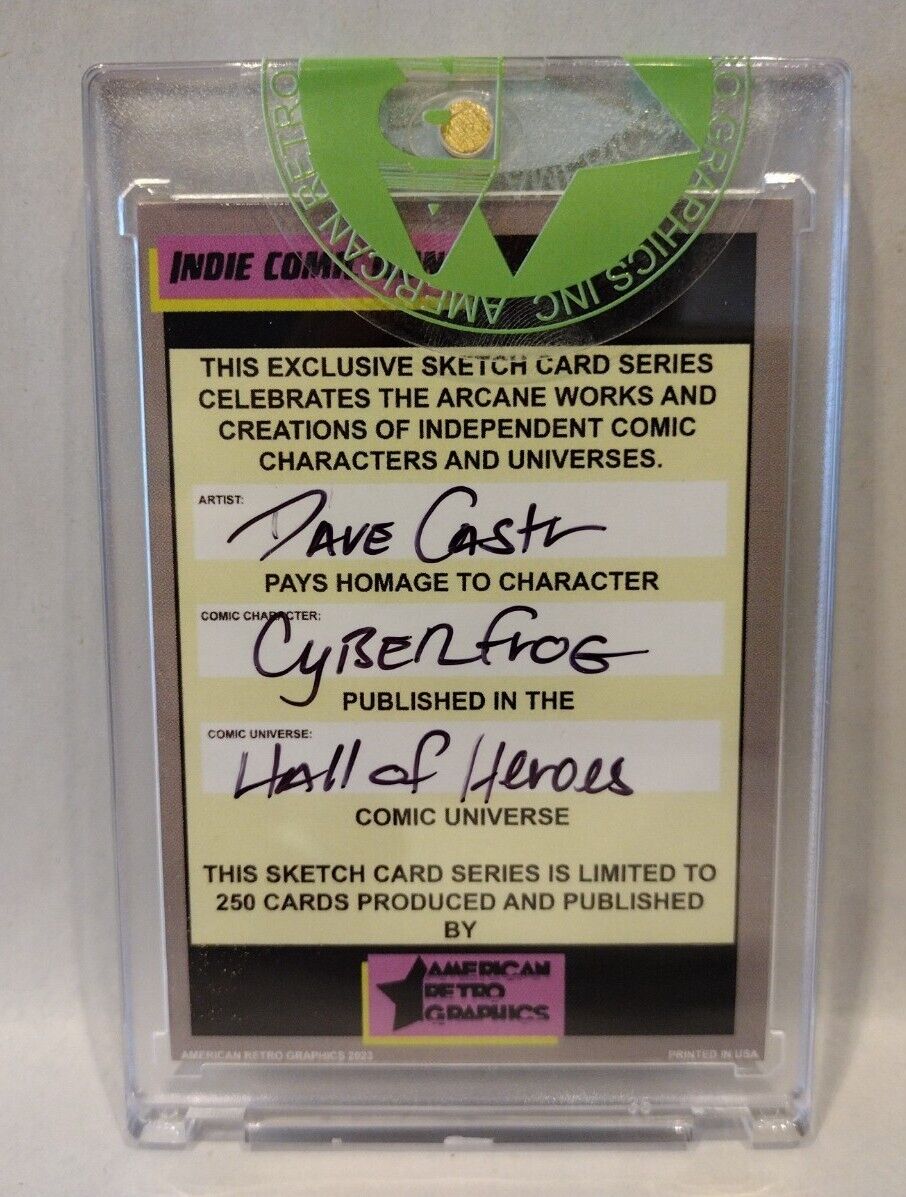 AMERICAN RETRO GRAPHICS INC
INDIE COMIC
THIS EXCLUSIVE SKETCH CARD SERIES
CELEBRATES THE ARCANE WORKS AND
CREATIONS OF INDEPENDENT COMIC
CHARACTERS AND UNIVERSES.
ARTIST:
DAVE CASTR
PAYS HOMAGE TO CHARACTER
COMIC CHARACTER:
CyBERfroG
PUBLISHED IN THE
COMIC UNIVERSE:
Hall of Heroes
COMIC UNIVERSE
THIS SKETCH CARD SERIES IS LIMITED TO
250 CARDS PRODUCED AND PUBLISHED
BY
AMERICAN
RETRO
GRAPHICS
AMERICAN RETRO GRAPHICS 2023
PRINTED IN USA
35